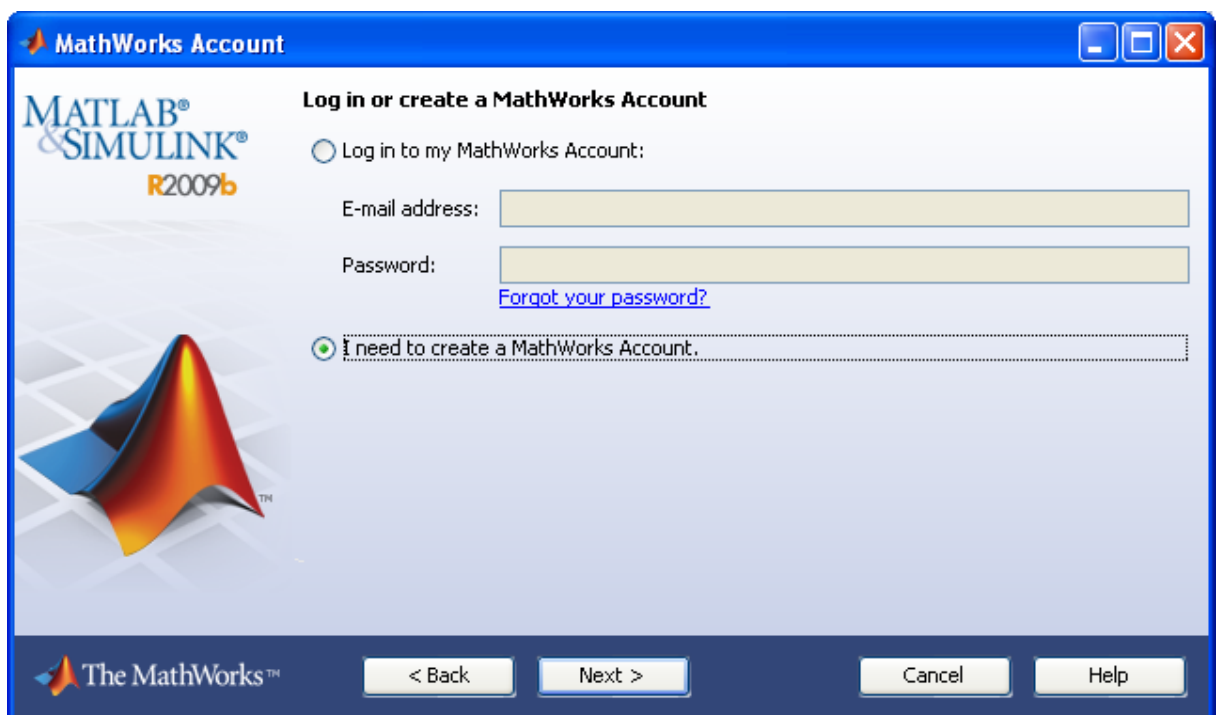 MathWorks Account
MATLAB®
&SIMULINK®
R2009b
Log in or create a MathWorks Account
Log in to my MathWorks Account:
E-mail address:
Password:
Forgot your password?
I need to create a MathWorks Account.
TM
The MathWorks™
< Back
Next >
Cancel
Help